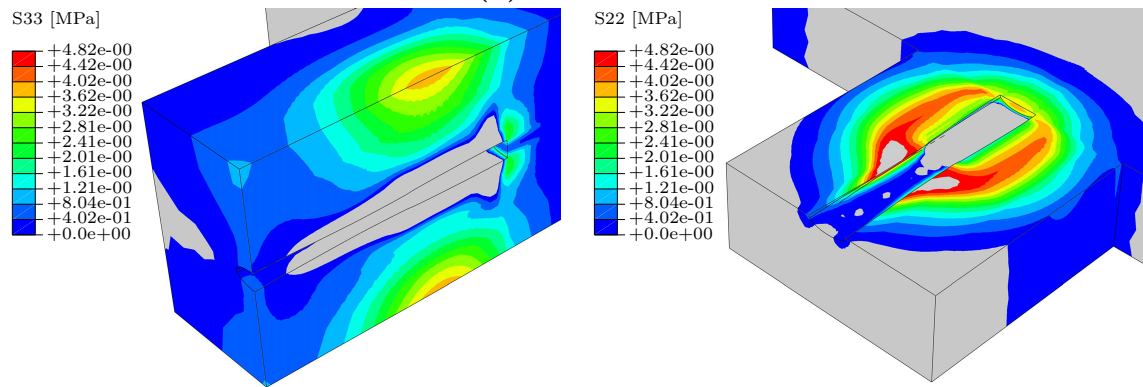 S33 [MPa]
+4.82e-00
+4.42e-00
+4.02e-00
+3.62e-00
+3.22e-00
+2.81e-00
+2.41e-00
+2.01e-00
+1.61e-00
+1.21e-00
+8.04e-01
+4.02e-01
+0.0e+00
S22 [MPa]
+4.82e-00
+4.42e-00
+4.02e-00
+3.62e-00
+3.22e-00
+2.81e-00
+2.41e-00
+2.01e-00
+1.61e-00
+1.21e-00
+8.04e-01
+4.02e-01
+0.0e+00